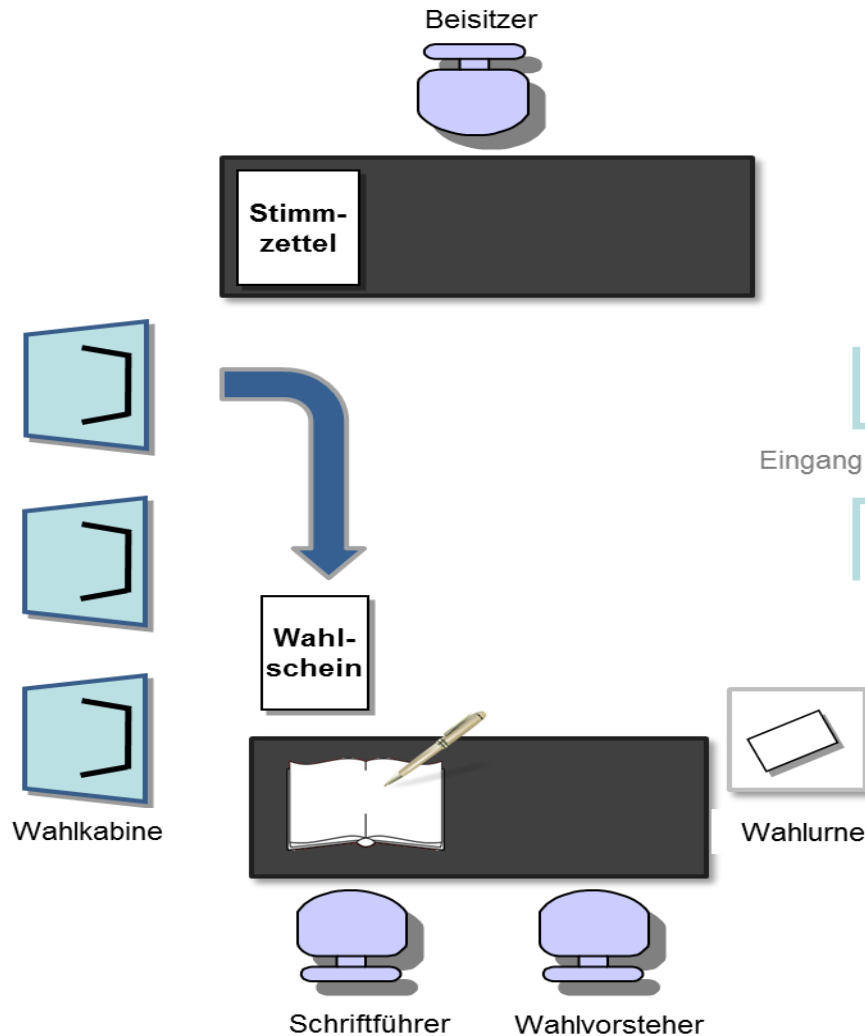 Beisitzer
Stimm-
zettel
Eingang
Wahl-
schein
Wahlkabine
Wahlurne
Schriftführer
Wahlvorsteher